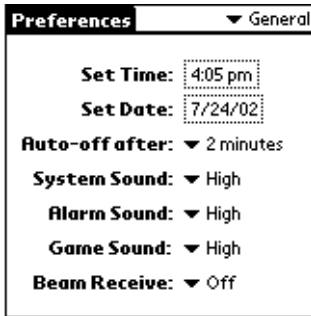 Preferences ▼ General
Set Time: 4:05 pm
Set Date: 7/24/02
Auto-off after: ▼ 2 minutes
System Sound: ▼ High
Alarm Sound: ▼ High
Game Sound: ▼ High
Beam Receive: ▼ Off